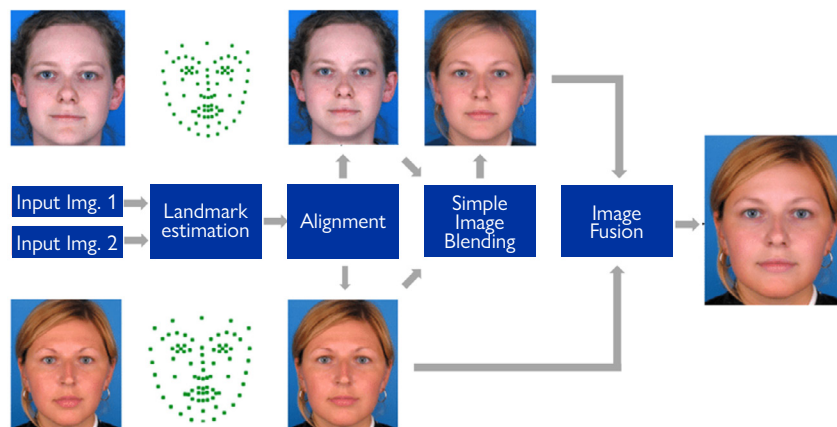 Input Img. 1
Input Img. 2
Landmark
estimation
Alignment
Simple
Image
Blending
Image
Fusion